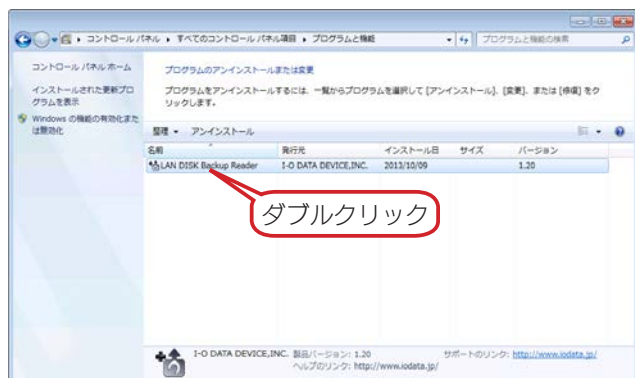 コントロール パネル ▸ すべてのコントロール パネル項目 ▸ プログラムと機能
プログラムと機能の検索
コントロール パネル ホーム
インストールされた更新プログラムを表示
Windows の機能の有効化または無効化
プログラムのアンインストールまたは変更
プログラムをアンインストールするには、一覧からプログラムを選択して [アンインストール]、[変更]、または [修復] をク
リックします。
整理 ▾ アンインストール
名前 発行元 インストール日 サイズ バージョン
LAN DISK Backup Reader I-O DATA DEVICE,INC. 2013/10/09 1.20
ダブルクリック
I-O DATA DEVICE,INC. 製品バージョン: 1.20 サポートのリンク: http://www.iodata.jp/
ヘルプのリンク: http://www.iodata.jp/